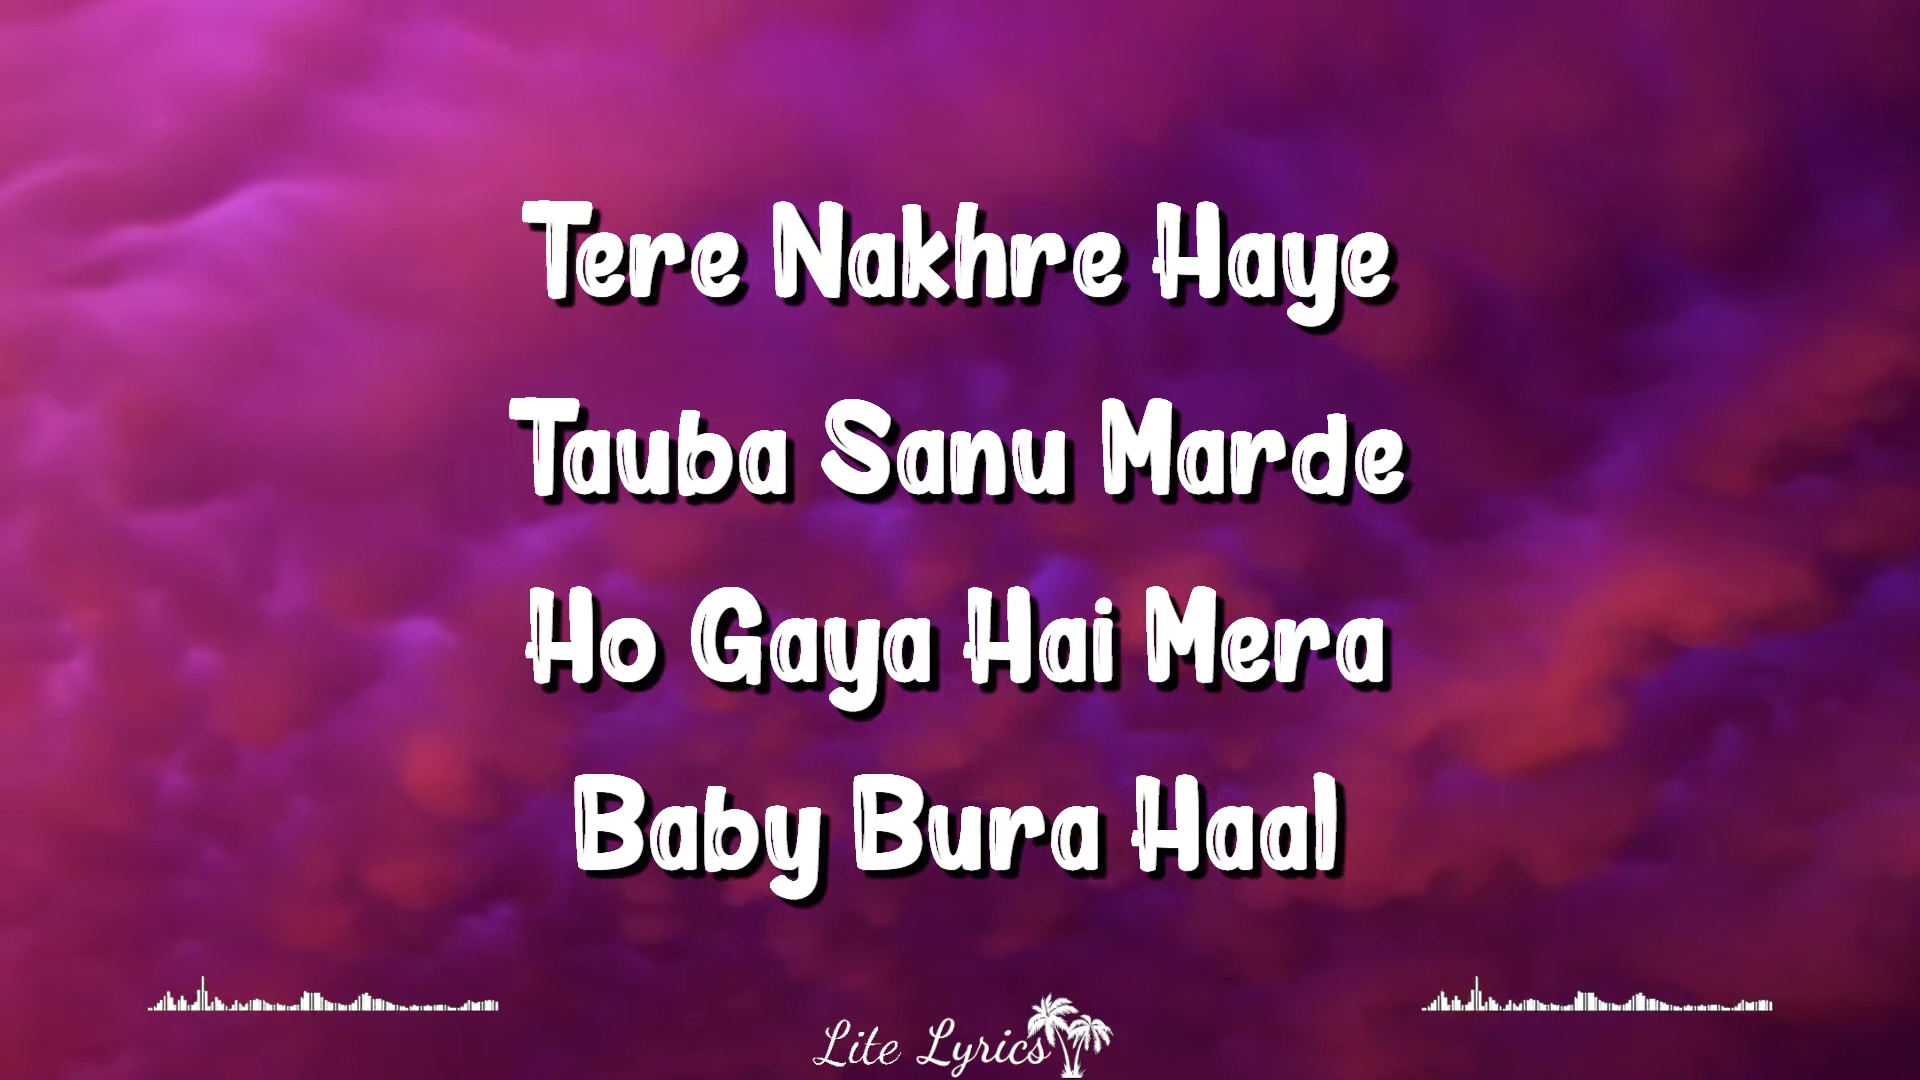 Tere Nakhre Haye
Tauba Sanu Marde
Ho Gaya Hai Mera
Baby Bura Haal
Lite Lyrics